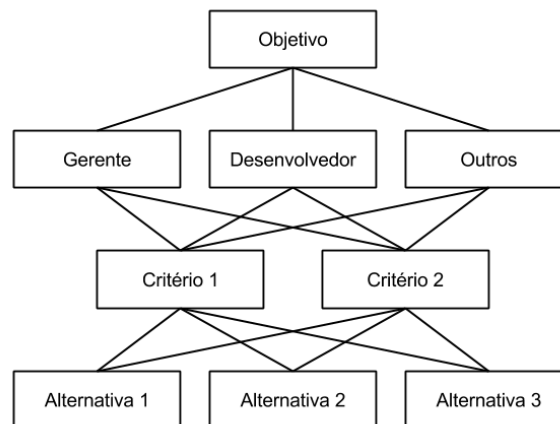 Objetivo
Gerente
Desenvolvedor
Outros
Critério 1
Critério 2
Alternativa 1
Alternativa 2
Alternativa 3